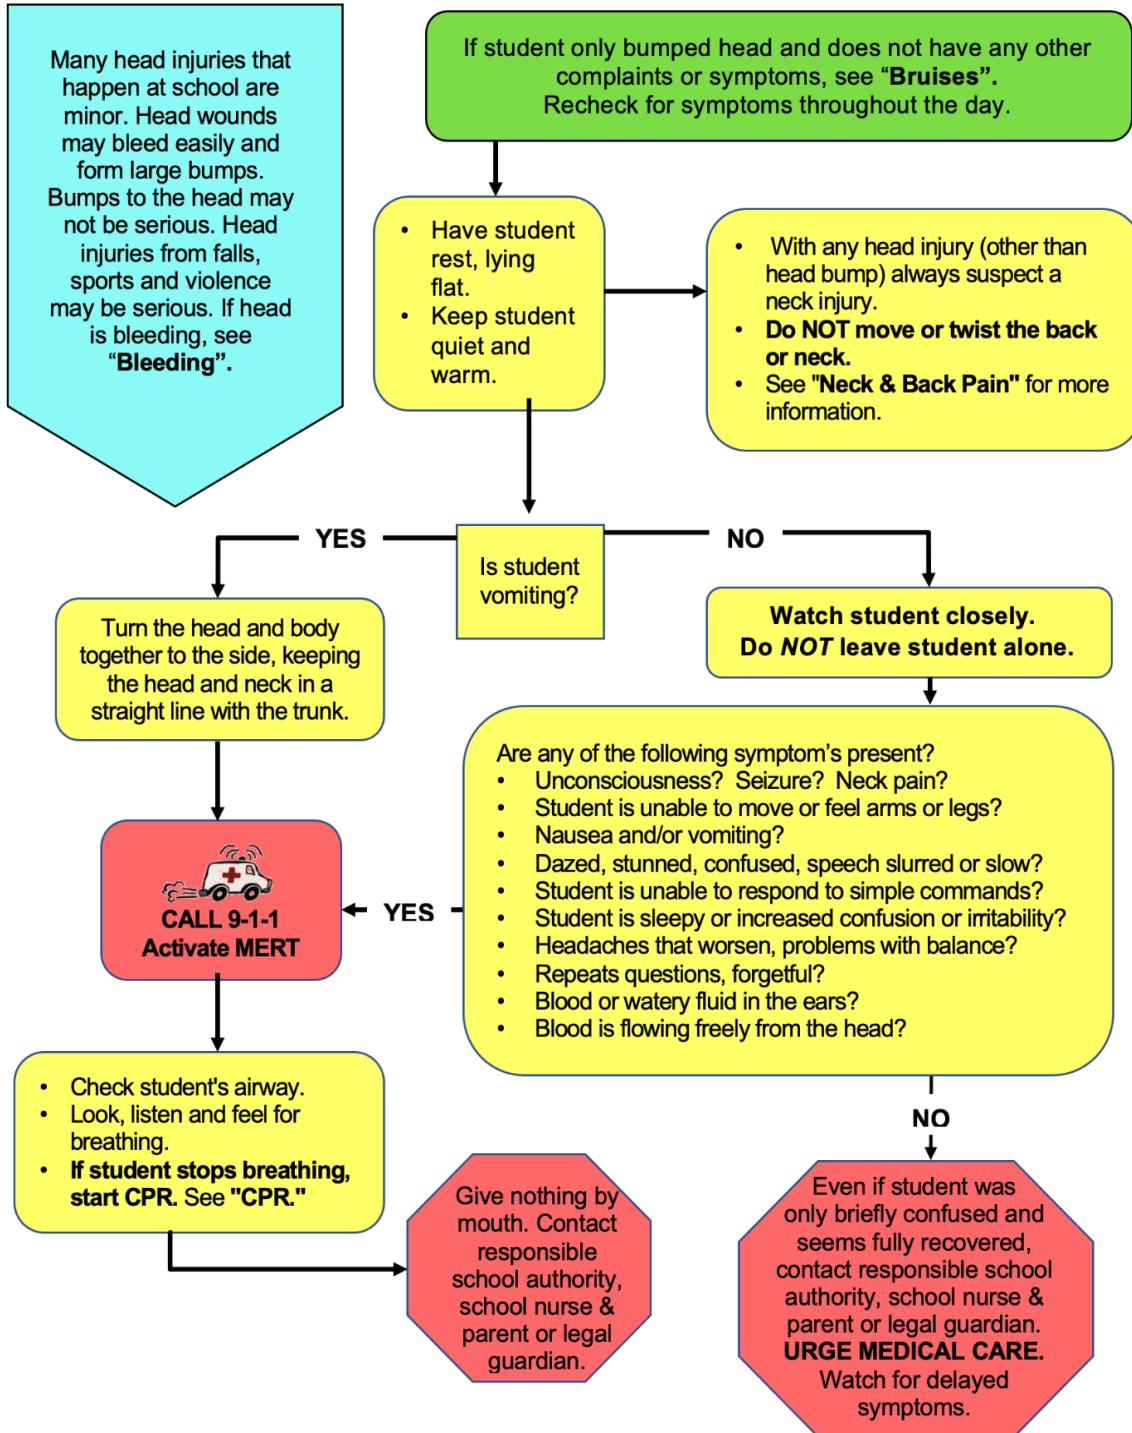 Many head injuries that
happen at school are
minor. Head wounds
may bleed easily and
form large bumps.
Bumps to the head may
not be serious. Head
injuries from falls,
sports and violence
may be serious. If head
is bleeding, see
“Bleeding”.
If student only bumped head and does not have any other
complaints or symptoms, see “Bruises”.
Recheck for symptoms throughout the day.
• Have student
rest, lying
flat.
• Keep student
quiet and
warm.
• With any head injury (other than
head bump) always suspect a
neck injury.
• Do NOT move or twist the back
or neck.
• See "Neck & Back Pain" for more
information.
Is student
vomiting?
YES
NO
Turn the head and body
together to the side, keeping
the head and neck in a
straight line with the trunk.
Watch student closely.
Do NOT leave student alone.
Are any of the following symptom’s present?
• Unconsciousness? Seizure? Neck pain?
• Student is unable to move or feel arms or legs?
• Nausea and/or vomiting?
• Dazed, stunned, confused, speech slurred or slow?
• Student is unable to respond to simple commands?
• Student is sleepy or increased confusion or irritability?
• Headaches that worsen, problems with balance?
• Repeats questions, forgetful?
• Blood or watery fluid in the ears?
• Blood is flowing freely from the head?
YES
CALL 9-1-1
Activate MERT
• Check student's airway.
• Look, listen and feel for
breathing.
• If student stops breathing,
start CPR. See "CPR."
Give nothing by
mouth. Contact
responsible
school authority,
school nurse &
parent or legal
guardian.
NO
Even if student was
only briefly confused and
seems fully recovered,
contact responsible school
authority, school nurse &
parent or legal guardian.
URGE MEDICAL CARE.
Watch for delayed
symptoms.